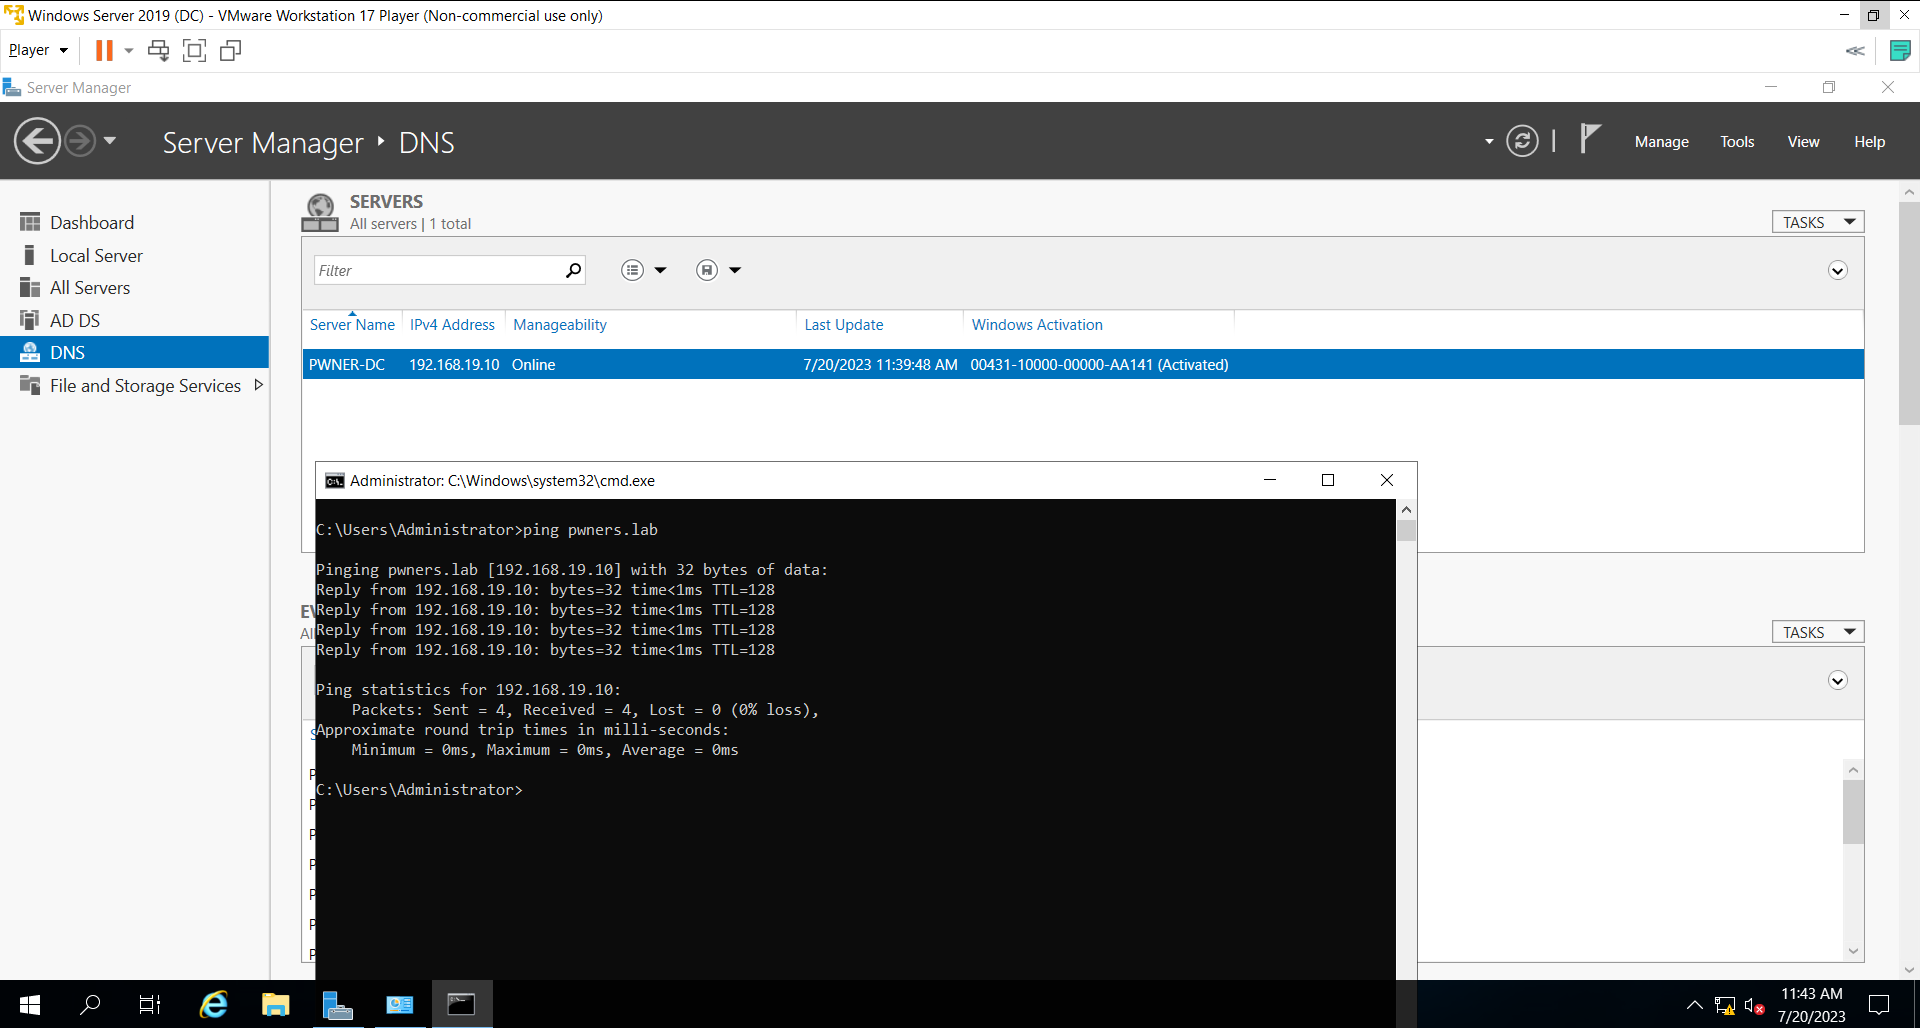 Windows Server 2019 (DC) - VMware Workstation 17 Player (Non-commercial use only)
Player
Server Manager
Server Manager DNS
Manage Tools View Help
Dashboard
Local Server
All Servers
AD DS
DNS
File and Storage Services
SERVERS
All servers | 1 total
TASKS
Filter
Server Name IPv4 Address Manageability Last Update Windows Activation
PWNER-DC 192.168.19.10 Online 7/20/2023 11:39:48 AM 00431-10000-00000-AA141 (Activated)
Administrator: C:\Windows\system32\cmd.exe
C:\Users\Administrator>ping pwners.lab
Pinging pwners.lab [192.168.19.10] with 32 bytes of data:
Reply from 192.168.19.10: bytes=32 time<1ms TTL=128
Reply from 192.168.19.10: bytes=32 time<1ms TTL=128
Reply from 192.168.19.10: bytes=32 time<1ms TTL=128
Reply from 192.168.19.10: bytes=32 time<1ms TTL=128
Ping statistics for 192.168.19.10:
Packets: Sent = 4, Received = 4, Lost = 0 (0% loss),
Approximate round trip times in milli-seconds:
Minimum = 0ms, Maximum = 0ms, Average = 0ms
C:\Users\Administrator>
TASKS
11:43 AM
7/20/2023